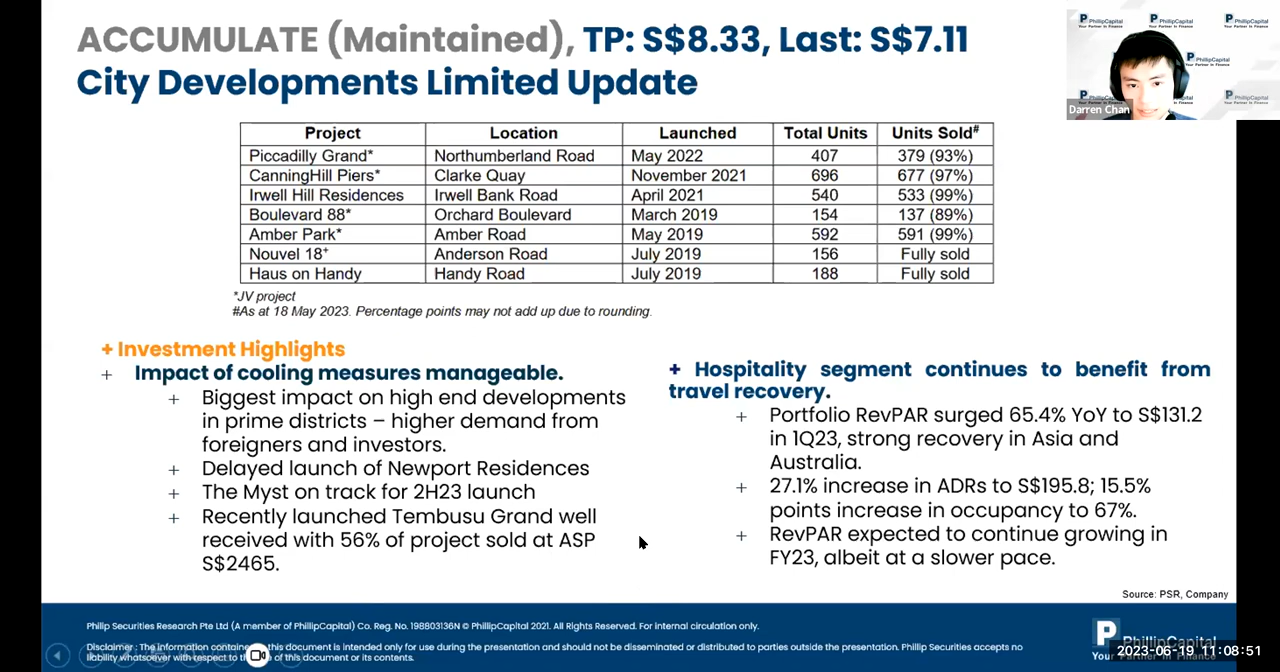 ACCUMULATE (Maintained), TP: S$8.33, Last: S$7.11
City Developments Limited Update
PhillipCapital
Your Partner In Finance
PhillipCapital
PhillipCapital
PhillipCapital
Your Partner In Finance
Darren Chan
Project Location Launched Total Units Units Sold#
Piccadilly Grand* Northumberland Road May 2022 407 379 (93%)
CanningHill Piers* Clarke Quay November 2021 696 677 (97%)
Irwell Hill Residences Irwell Bank Road April 2021 540 533 (99%)
Boulevard 88* Orchard Boulevard March 2019 154 137 (89%)
Amber Park* Amber Road May 2019 592 591 (99%)
Nouvel 18+ Anderson Road July 2019 156 Fully sold
Haus on Handy Handy Road July 2019 188 Fully sold
*JV project
#As at 18 May 2023. Percentage points may not add up due to rounding.
+ Investment Highlights
+ Impact of cooling measures manageable.
+ Biggest impact on high end developments
in prime districts – higher demand from
foreigners and investors.
+ Delayed launch of Newport Residences
+ The Myst on track for 2H23 launch
+ Recently launched Tembusu Grand well
received with 56% of project sold at ASP
S$2465.
+ Hospitality segment continues to benefit from
travel recovery.
+ Portfolio RevPAR surged 65.4% YoY to S$131.2
in 1Q23, strong recovery in Asia and
Australia.
+ 27.1% increase in ADRs to S$195.8; 15.5%
points increase in occupancy to 67%.
+ RevPAR expected to continue growing in
FY23, albeit at a slower pace.
Source: PSR, Company
Phillip Securities Research Pte Ltd (A member of PhillipCapital) Co. Reg. No. 198803136N © PhillipCapital 2021. All Rights Reserved. For internal circulation only.
Disclaimer : The information this document is intended only for use during the presentation and should not be disseminated or distributed to parties outside the presentation. PhillipCapital Securities accepts no
liability whatsoever with respect to of this document or its contents.
PhillipCapital
2023-06-19 11:08:51